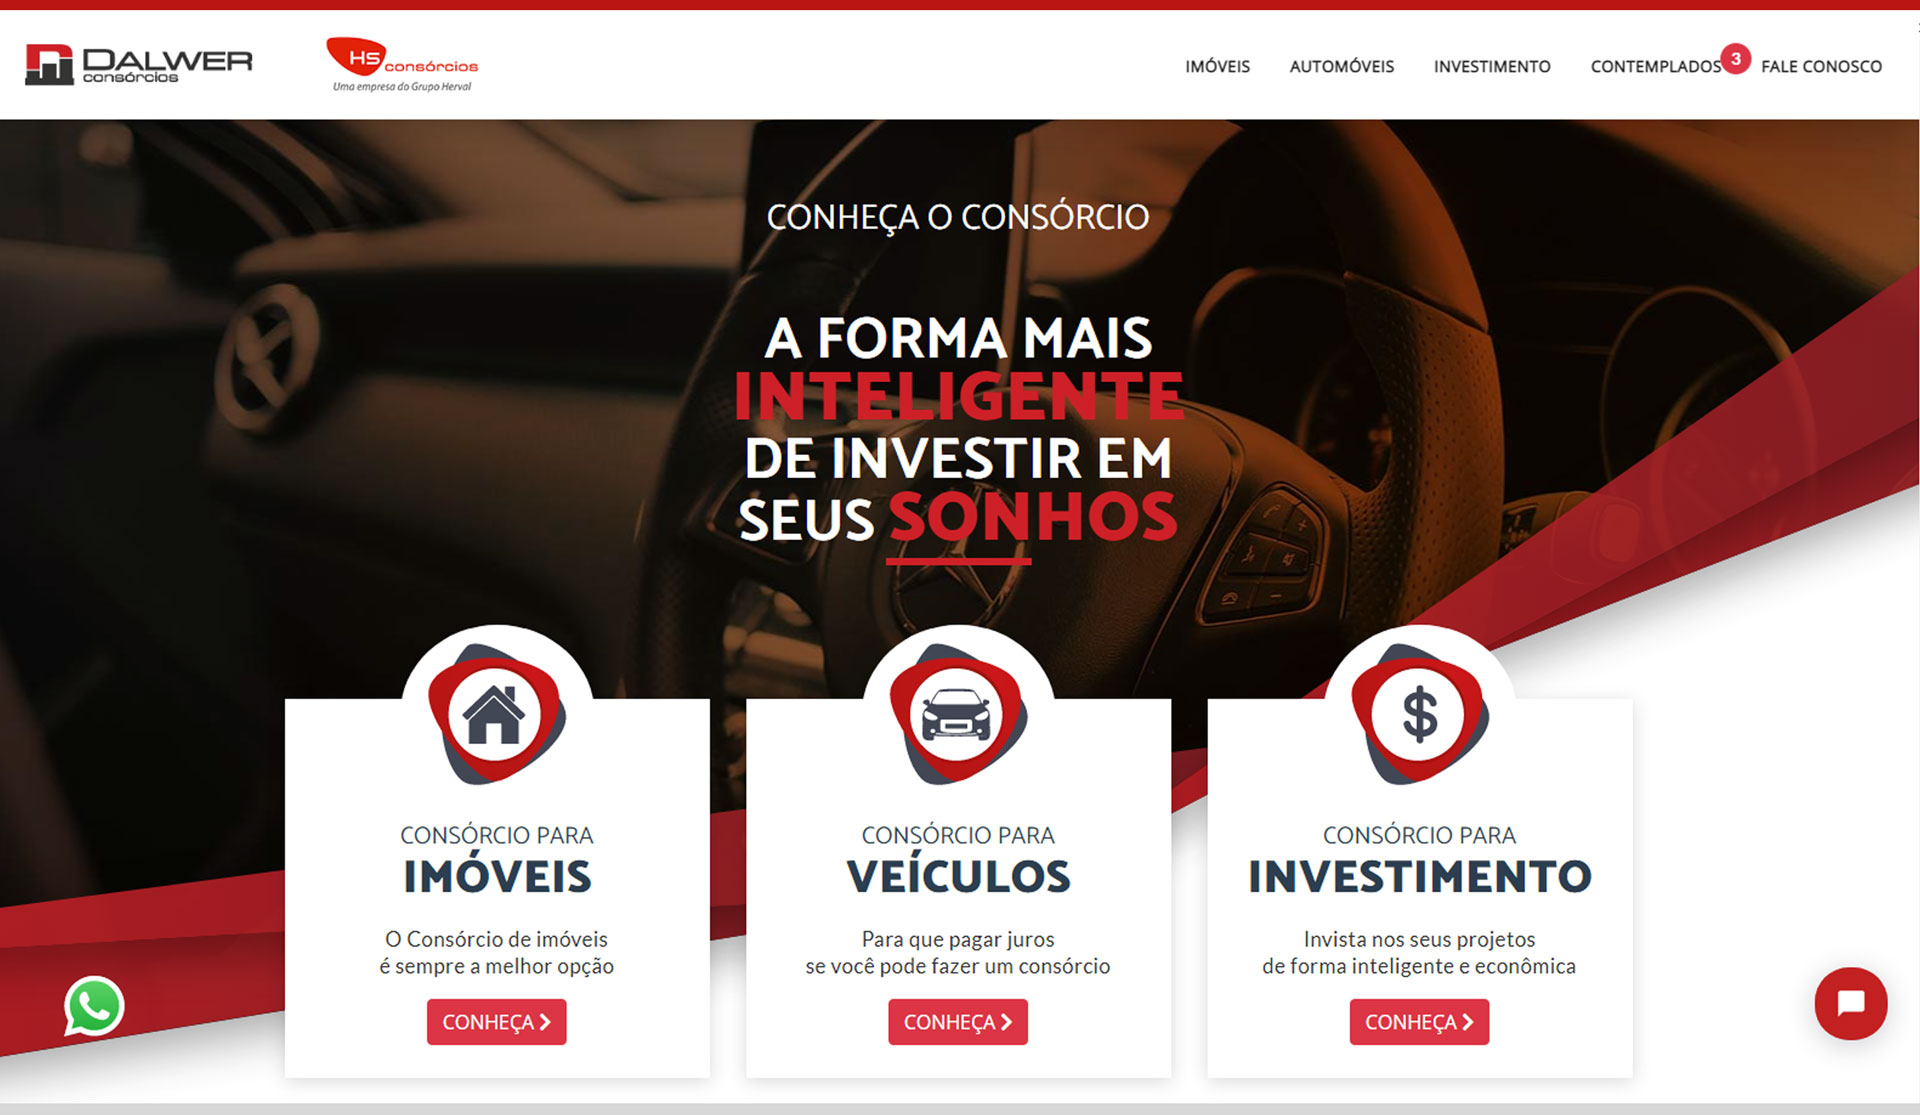 DALWER
consórcios
HS consórcios
Uma empresa do Grupo Herval
IMÓVEIS
AUTOMÓVEIS
INVESTIMENTO
CONTEMPLADOS 3
FALE CONOSCO
CONHEÇA O CONSÓRCIO
A FORMA MAIS
INTELIGENTE
DE INVESTIR EM
SEUS SONHOS
CONSÓRCIO PARA
IMÓVEIS
O Consórcio de imóveis
é sempre a melhor opção
CONHEÇA
CONSÓRCIO PARA
VEÍCULOS
Para que pagar juros
se você pode fazer um consórcio
CONHEÇA
CONSÓRCIO PARA
INVESTIMENTO
Invista nos seus projetos
de forma inteligente e econômica
CONHEÇA